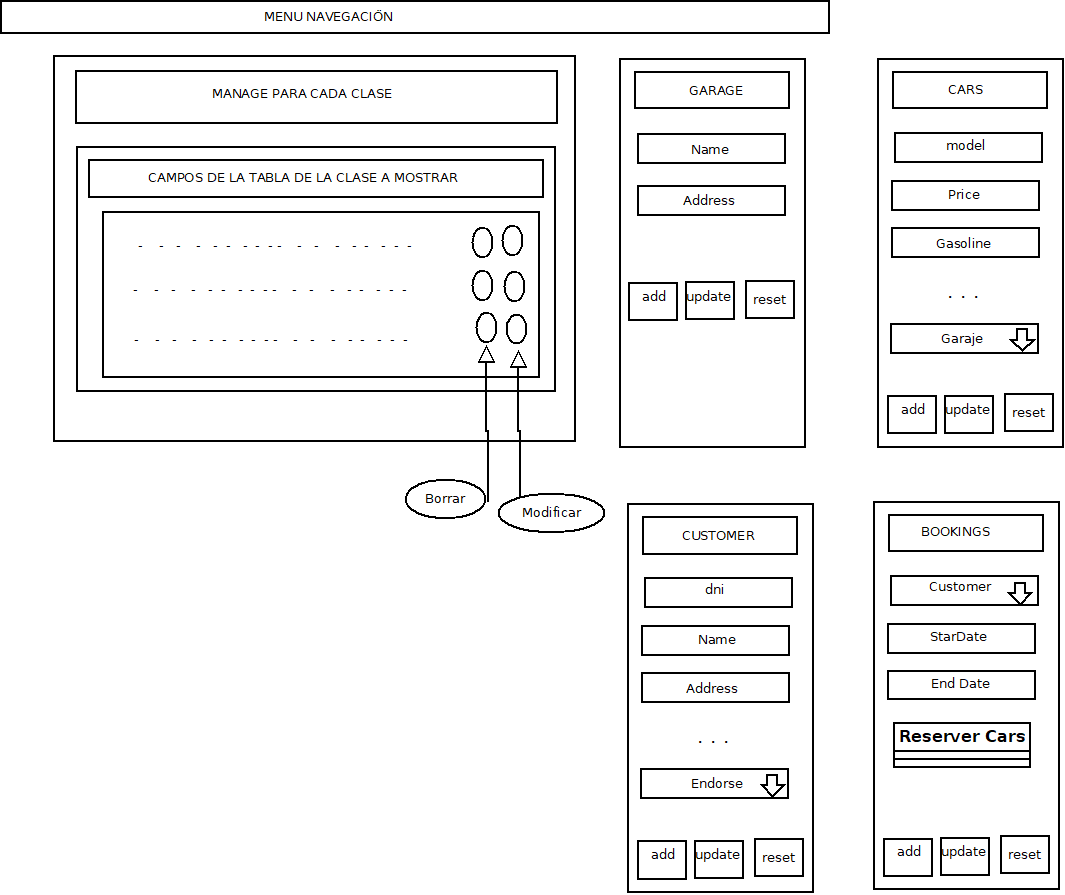 MENU NAVEGACIÓN
MANAGE PARA CADA CLASE
CAMPOS DE LA TABLA DE LA CLASE A MOSTRAR
- - - - - - - - - - - - - - - - -
- - - - - - - - - - - - - - - - -
- - - - - - - - - - - - - - - - -
Borrar
Modificar
GARAGE
Name
Address
add
update
reset
CARS
model
Price
Gasoline
. . .
Garaje
add
update
reset
CUSTOMER
dni
Name
Address
. . .
Endorse
add
update
reset
BOOKINGS
Customer
StarDate
End Date
Reserver Cars
add
update
reset